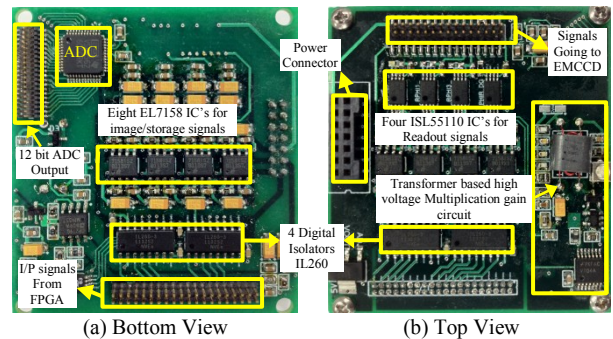 ADC
Eight EL7158 IC's for
image/storage signals
12 bit ADC
Output
I/P signals
From
FPGA
(a) Bottom View
Power
Connector
4 Digital
Isolators
IL260
Signals
Going to
EMCCD
Four ISL55110 IC's for
Readout signals
Transformer based high
voltage Multiplication gain
circuit
5V
(b) Top View